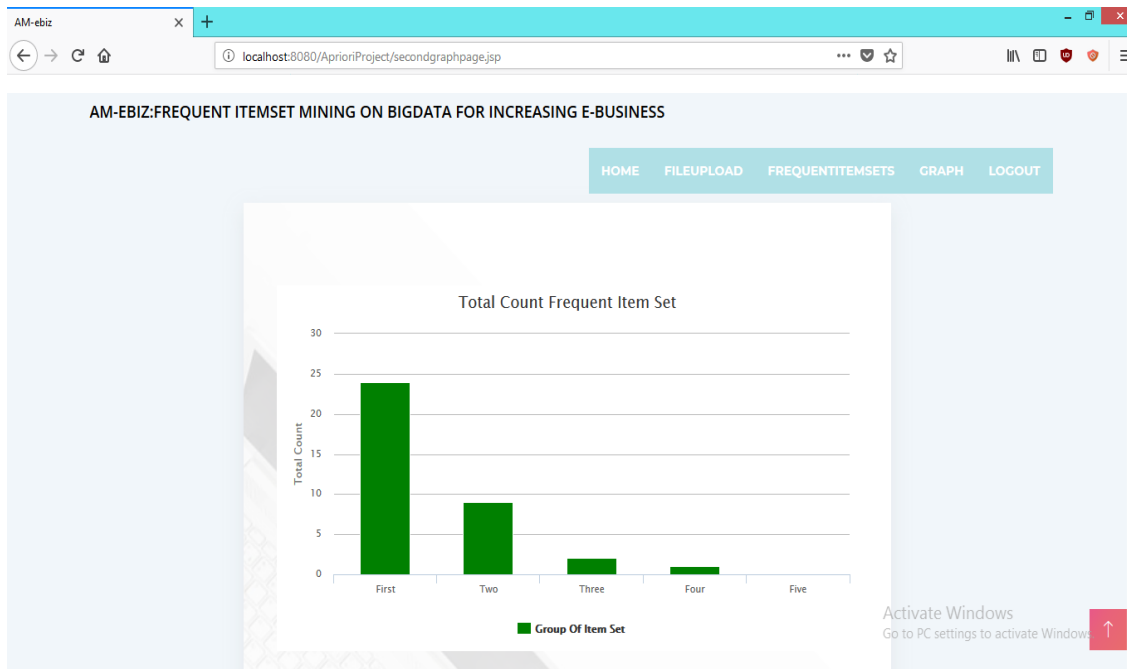 AM-ebiz
localhost:8080/AprioriProject/secondgraphpage.jsp
AM-EBIZ:FREQUENT ITEMSET MINING ON BIGDATA FOR INCREASING E-BUSINESS
HOME FILEUPLOAD FREQUENTITEMSETS GRAPH LOGOUT
Total Count Frequent Item Set
Total Count
30
25
20
15
10
5
0
First Two Three Four Five
Group Of Item Set
Activate Windows
Go to PC settings to activate Windows